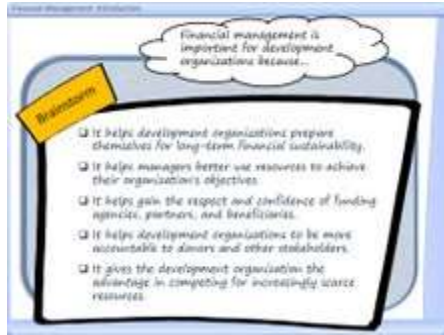 Financial Management: Introduction
Financial management is
important for development
organizations because...
Brainstorm
❑ It helps development organizations prepare
themselves for long-term financial sustainability.
❑ It helps managers better use resources to achieve
their organization's objectives.
❑ It helps gain the respect and confidence of funding
agencies, partners, and beneficiaries.
❑ It helps development organizations to be more
accountable to donors and other stakeholders.
❑ It gives the development organization the
advantage in competing for increasingly scarce
resources.